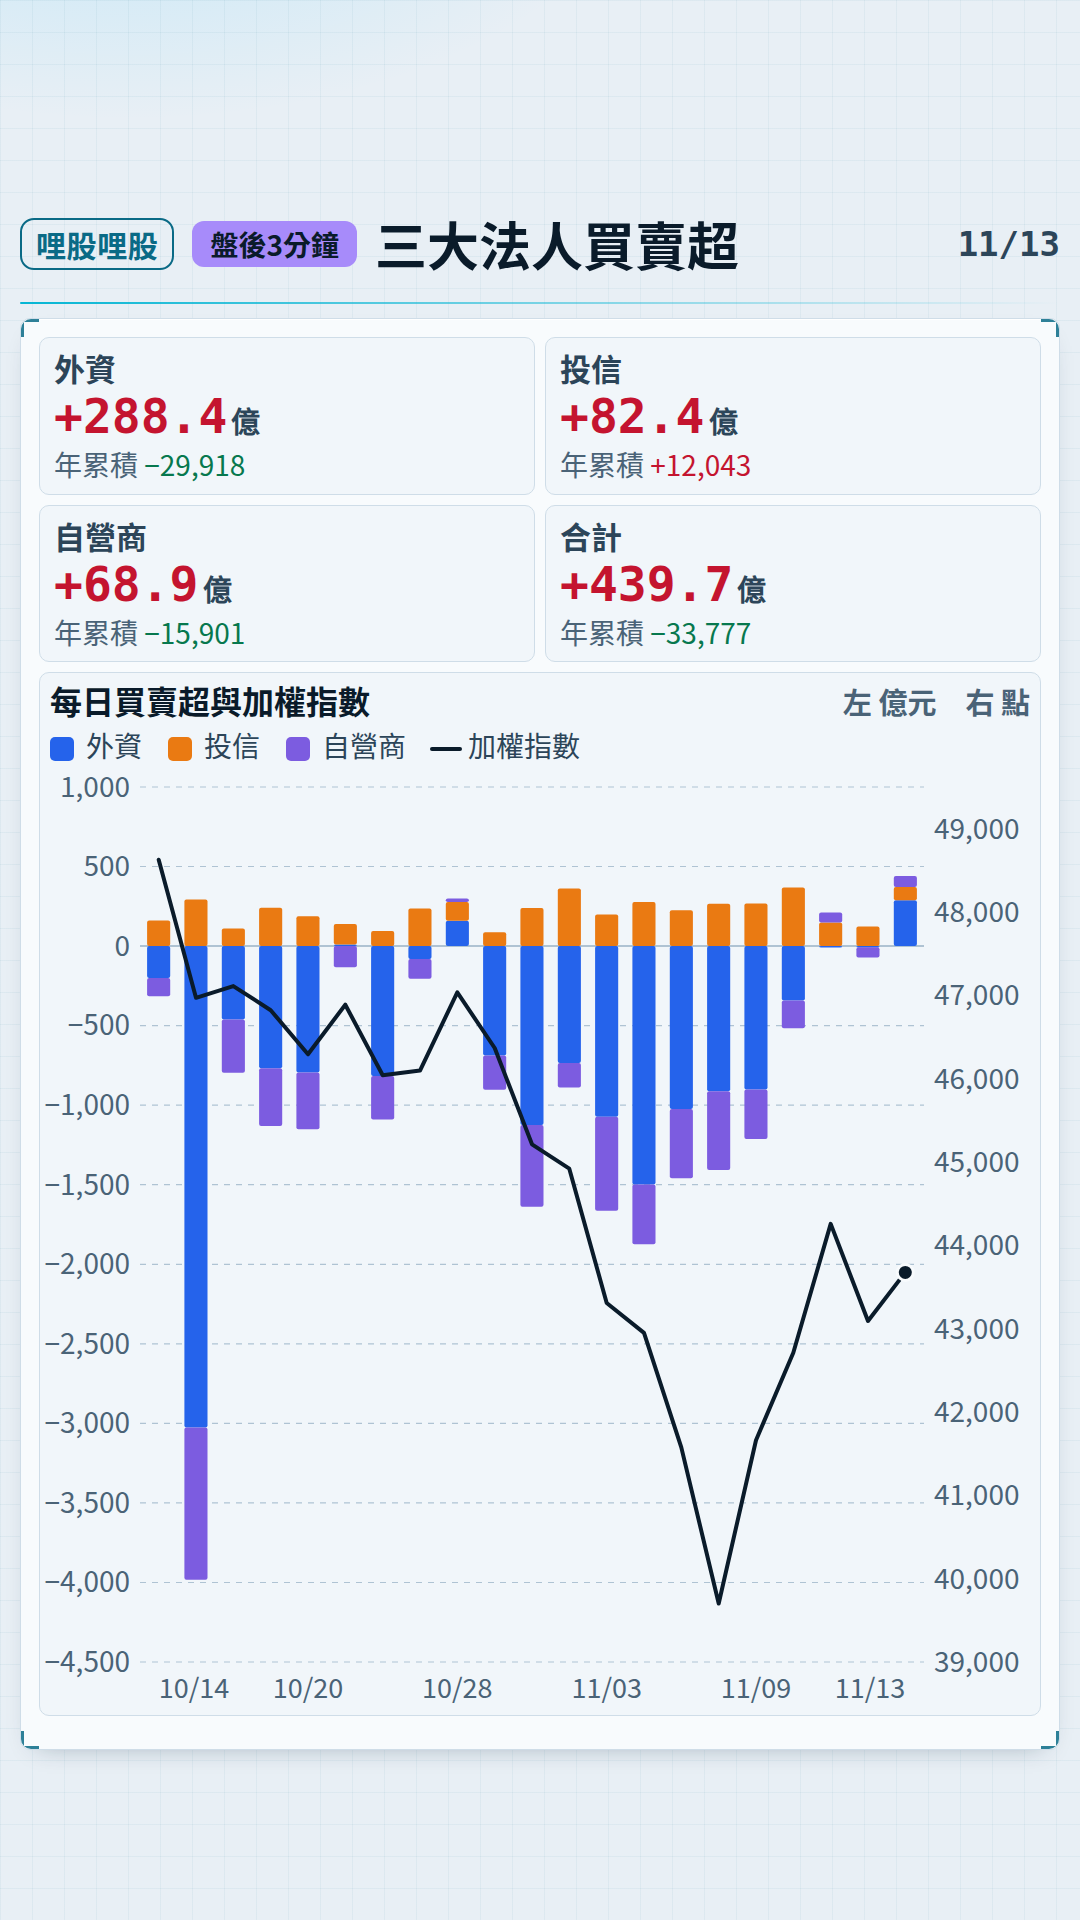 哩股哩股 盤後3分鐘 三大法人買賣超 11/13
外資
+288.4億
年累積 −29,918
投信
+82.4億
年累積 +12,043
自營商
+68.9億
年累積 −15,901
合計
+439.7億
年累積 −33,777
每日買賣超與加權指數 左 億元 右 點
外資 投信 自營商 加權指數
1,000
500
0
−500
−1,000
−1,500
−2,000
−2,500
−3,000
−3,500
−4,000
−4,500
49,000
48,000
47,000
46,000
45,000
44,000
43,000
42,000
41,000
40,000
39,000
10/14 10/20 10/28 11/03 11/09 11/13